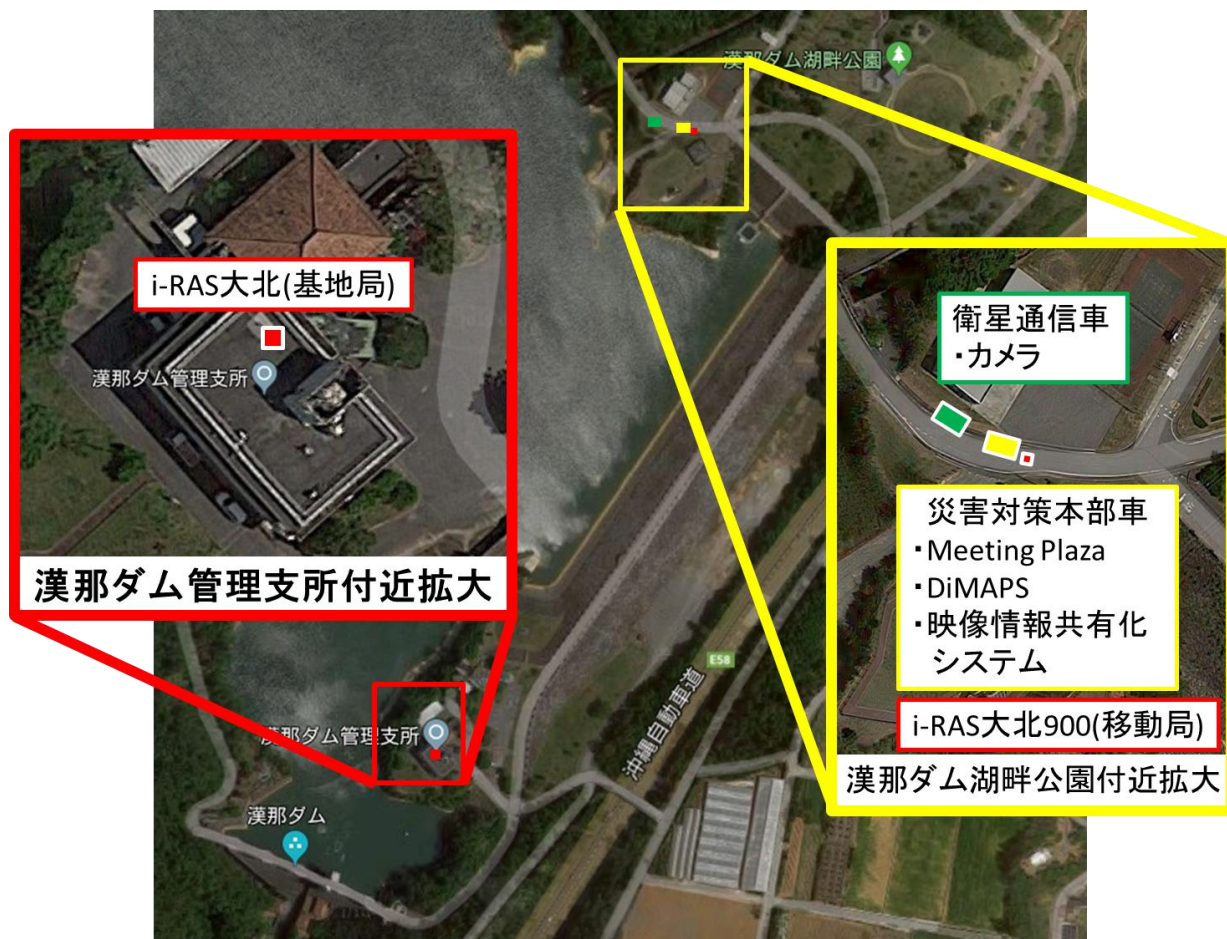 漢那ダム湖畔公園
i-RAS大北(基地局)
漢那ダム管理支所
漢那ダム管理支所付近拡大
衛星通信車
・カメラ
災害対策本部車
・Meeting Plaza
・DiMAPS
・映像情報共有化
システム
i-RAS大北900(移動局)
漢那ダム湖畔公園付近拡大
E58
沖縄自動車道
漢那ダム管理支所
漢那ダム